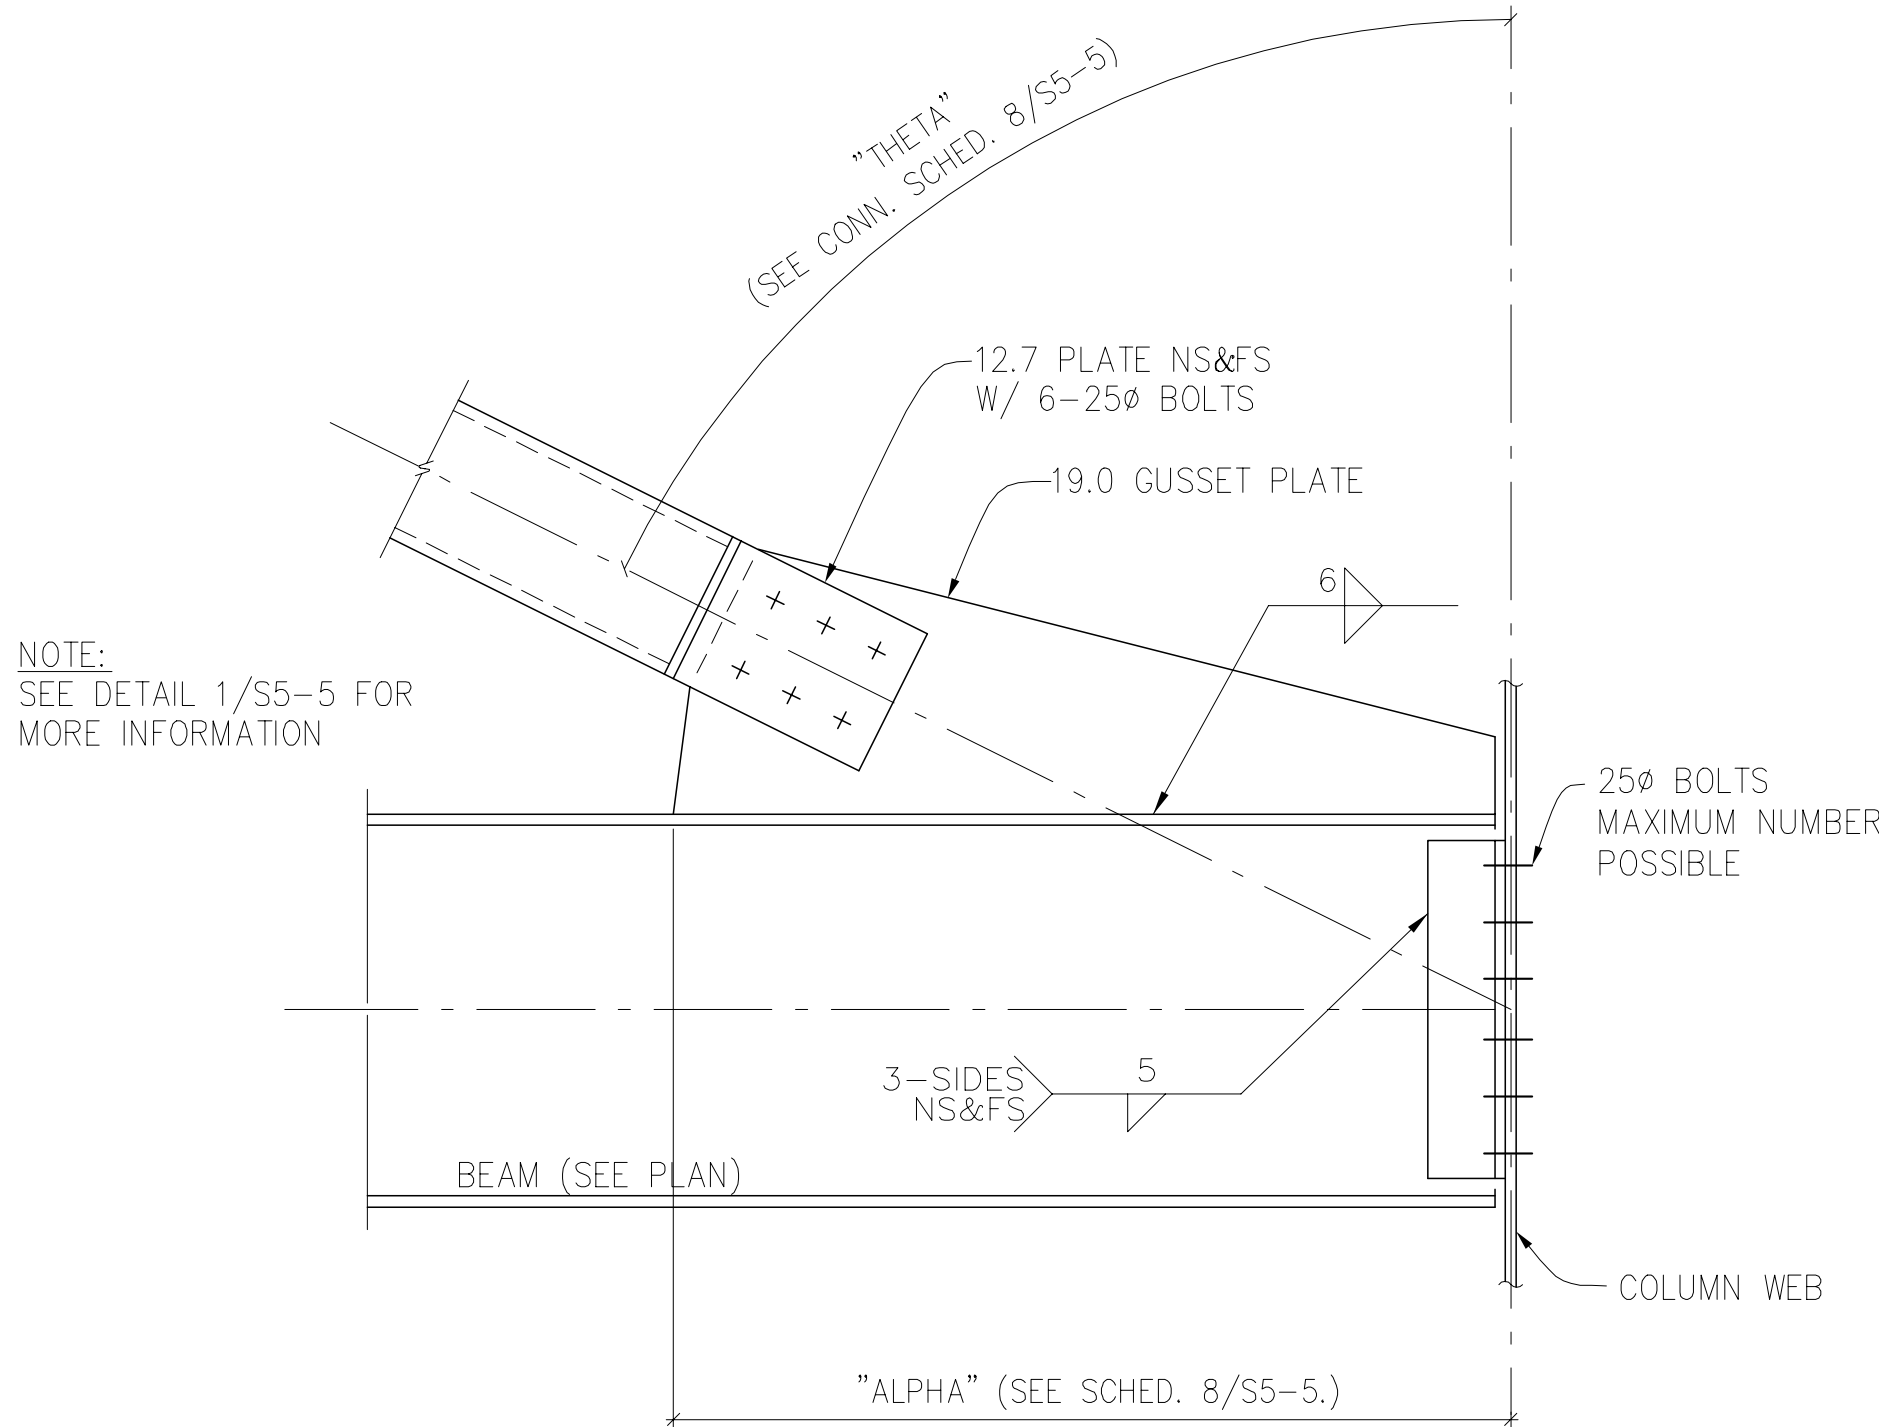 ”THETA”
(SEE CONN. SCHED. 8/S5-5)
12.7 PLATE NS&FS
W/ 6-25ø BOLTS
19.0 GUSSET PLATE
6
NOTE:
SEE DETAIL 1/S5-5 FOR
MORE INFORMATION
25ø BOLTS
MAXIMUM NUMBER
POSSIBLE
3-SIDES
NS&FS
5
BEAM (SEE PLAN)
COLUMN WEB
”ALPHA” (SEE SCHED. 8/S5-5.)